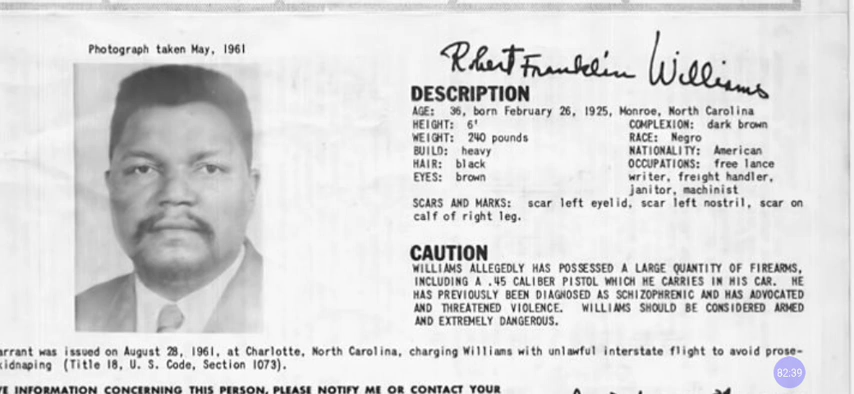 Photograph taken May, 1961
Robert Franklin Williams
DESCRIPTION
AGE: 36, born February 26, 1925, Monroe, North Carolina
HEIGHT: 6'
WEIGHT: 240 pounds
BUILD: heavy
HAIR: black
EYES: brown
COMPLEXION: dark brown
RACE: Negro
NATIONALITY: American
OCCUPATIONS: free lance
writer, freight handler,
janitor, machinist
SCARS AND MARKS: scar left eyelid, scar left nostril, scar on
calf of right leg.
CAUTION
WILLIAMS ALLEGEDLY HAS POSSESSED A LARGE QUANTITY OF FIREARMS,
INCLUDING A .45 CALIBER PISTOL WHICH HE CARRIES IN HIS CAR. HE
HAS PREVIOUSLY BEEN DIAGNOSED AS SCHIZOPHRENIC AND HAS ADVOCATED
AND THREATENED VIOLENCE. WILLIAMS SHOULD BE CONSIDERED ARMED
AND EXTREMELY DANGEROUS.
arrant was issued on August 28, 1961, at Charlotte, North Carolina, charging Williams with unlawful interstate flight to avoid prose-
kidnaping (Title 18, U. S. Code, Section 1073).
INFORMATION CONCERNING THIS PERSON, PLEASE NOTIFY ME OR CONTACT YOUR
82:39